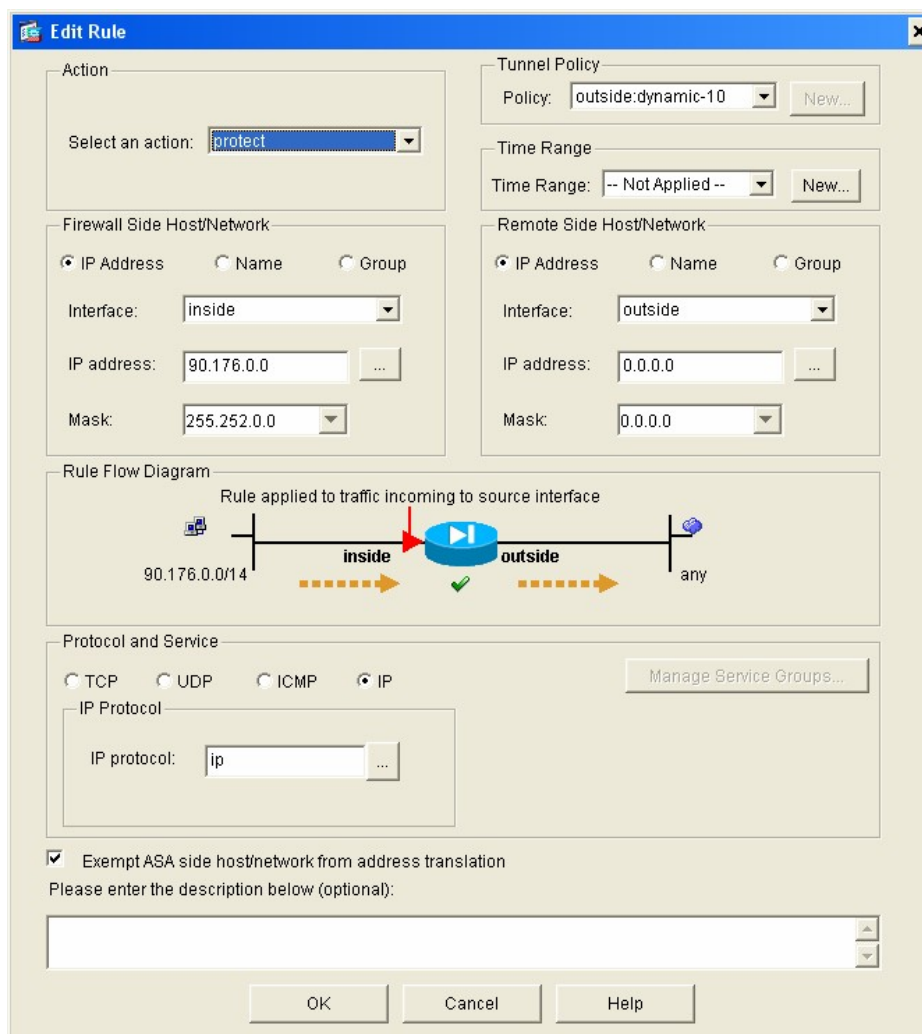 Edit Rule
Action
Select an action: protect
Tunnel Policy
Policy: outside:dynamic-10 New...
Time Range
Time Range: -- Not Applied -- New...
Firewall Side Host/Network
IP Address Name Group
Interface: inside
IP address: 90.176.0.0 ...
Mask: 255.252.0.0
Remote Side Host/Network
IP Address Name Group
Interface: outside
IP address: 0.0.0.0 ...
Mask: 0.0.0.0
Rule Flow Diagram
Rule applied to traffic incoming to source interface
inside outside
90.176.0.0/14 any
Protocol and Service
TCP UDP ICMP IP Manage Service Groups...
IP Protocol
IP protocol: ip ...
Exempt ASA side host/network from address translation
Please enter the description below (optional):
OK Cancel Help